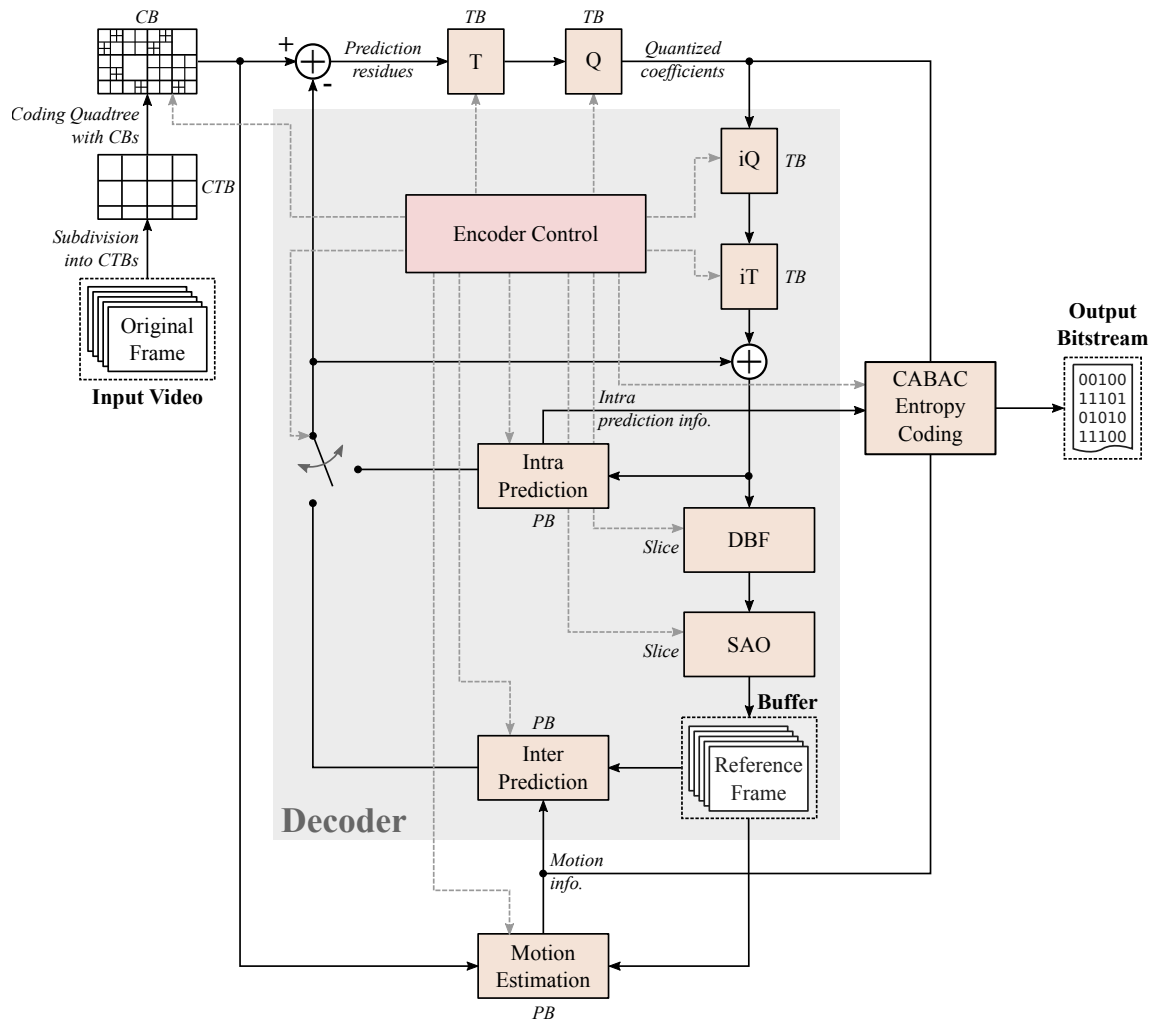 CB
TB
TB
+
-
Prediction
residues
T
Q
Quantized
coefficients
Coding Quadtree
with CBs
CTB
iQ
TB
Subdivision
into CTBs
Encoder Control
iT
TB
Original
Frame
Input Video
Output
Bitstream
00100
11101
01010
11100
CABAC
Entropy
Coding
Intra
prediction info.
Intra
Prediction
PB
Slice
DBF
Slice
SAO
Buffer
PB
Inter
Prediction
Reference
Frame
Decoder
Motion
info.
Motion
Estimation
PB